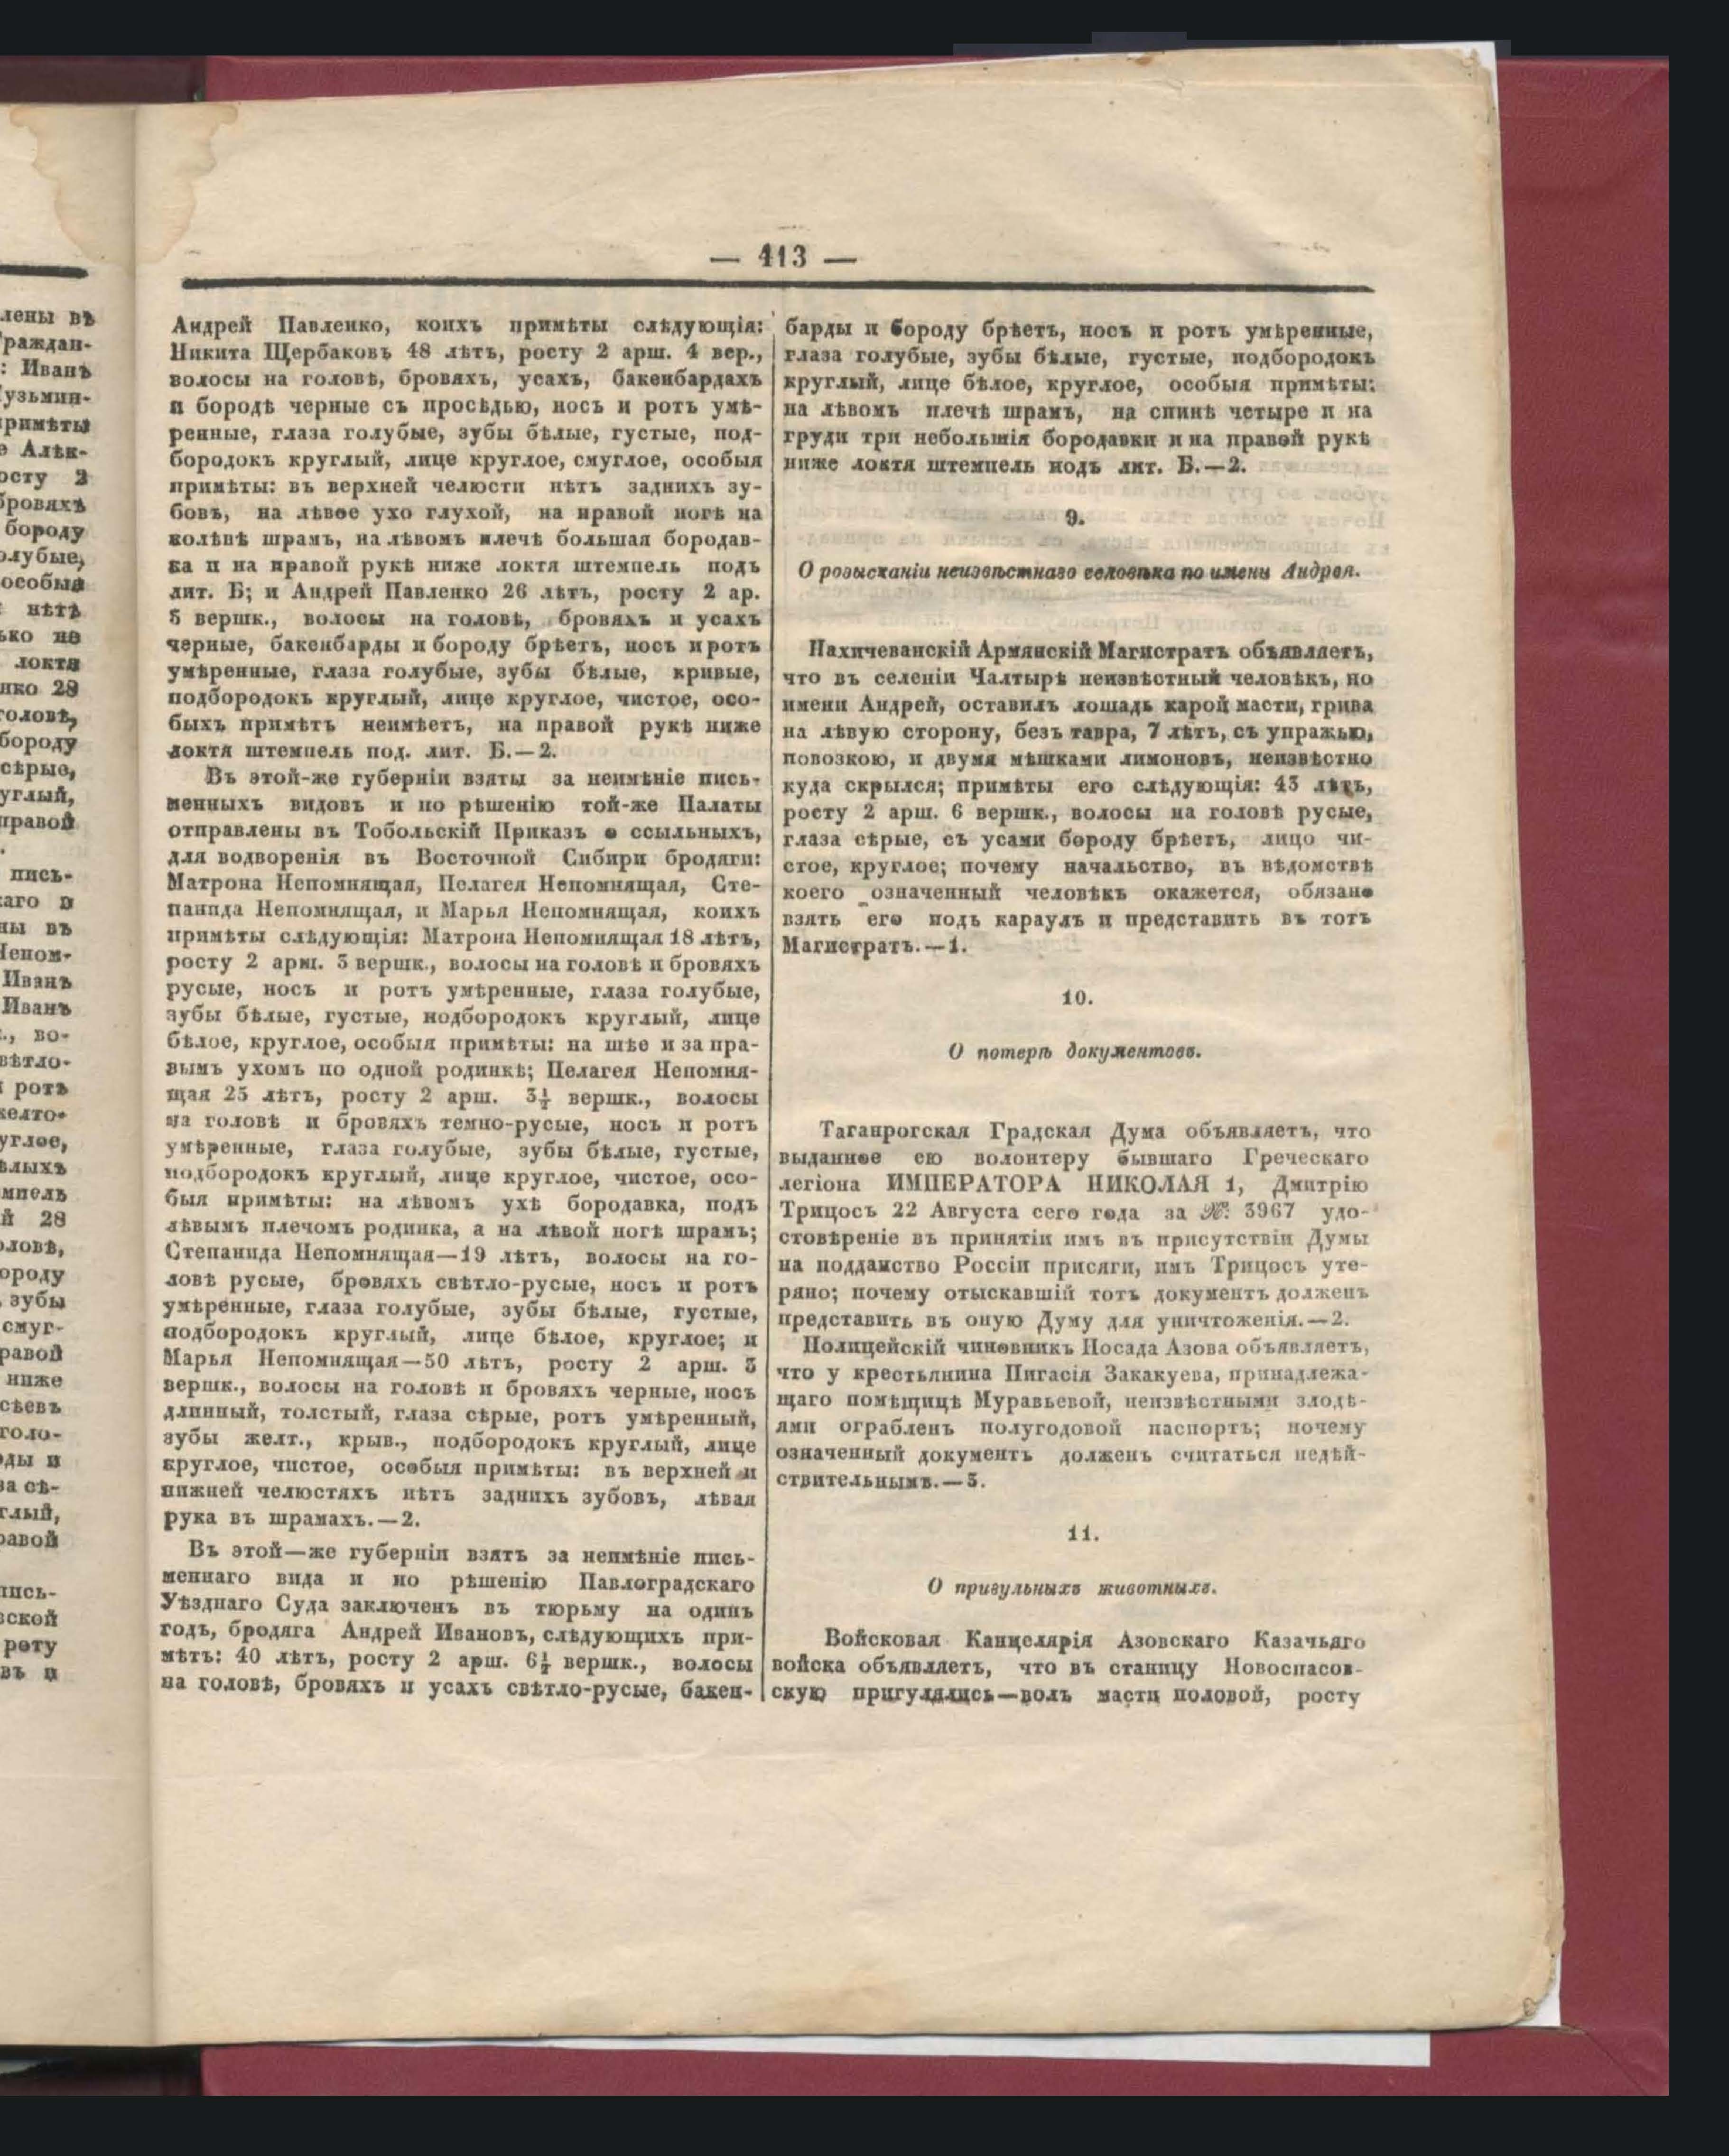 — 413 —
Андрей Павленко, коихъ примѣты слѣдующія:
Никита Щербаковъ 48 лѣтъ, росту 2 арш. 4 вер.,
волосы на головѣ, бровяхъ, усахъ, бакенбардахъ
и бородѣ черные съ просѣдью, носъ и ротъ умѣ-
ренные, глаза голубые, зубы бѣлые, густые, под-
бородокъ круглый, лице круглое, смуглое, особыя
примѣты: въ верхней челюсти нѣтъ заднихъ зу-
бовъ, на лѣвое ухо глухой, на правой ногѣ на
колѣнѣ шрамъ, на лѣвомъ плечѣ большая бородав-
ка и на правой рукѣ ниже локтя штемпель подъ
лит. Б; и Андрей Павленко 26 лѣтъ, росту 2 ар.
5 вершк., волосы на головѣ, бровяхъ и усахъ
черные, бакенбарды и бороду брѣетъ, носъ и ротъ
умѣренные, глаза голубые, зубы бѣлые, кривые,
подбородокъ круглый, лице круглое, чистое, осо-
быхъ примѣтъ неимѣетъ, на правой рукѣ ниже
локтя штемпель под. лит. Б.—2.
Въ этой-же губерніи взяты за неимѣніе пись-
менныхъ видовъ и по рѣшенію той-же Палаты
отправлены въ Тобольскій Приказъ о ссыльныхъ,
для водворенія въ Восточной Сибири бродяги:
Матрона Непомнящая, Пелагея Непомнящая, Сте-
панида Непомнящая, и Марья Непомнящая, коихъ
примѣты слѣдующія: Матрона Непомнящая 18 лѣтъ,
росту 2 арш. 3 вершк., волосы на головѣ и бровяхъ
русые, носъ и ротъ умѣренные, глаза голубые,
зубы бѣлые, густые, подбородокъ круглый, лице
бѣлое, круглое, особыя примѣты: на шѣе и за пра-
вымъ ухомъ по одной родинкѣ; Пелагея Непомня-
щая 25 лѣтъ, росту 2 арш. 3½ вершк., волосы
на головѣ и бровяхъ темно-русые, носъ и ротъ
умѣренные, глаза голубые, зубы бѣлые, густые,
подбородокъ круглый, лице круглое, чистое, осо-
быя примѣты: на лѣвомъ ухѣ бородавка, подъ
лѣвымъ плечомъ родинка, а на лѣвой ногѣ шрамъ;
Степанида Непомнящая—19 лѣтъ, волосы на го-
ловѣ русые, бровяхъ свѣтло-русые, носъ и ротъ
умѣренные, глаза голубые, зубы бѣлые, густые,
подбородокъ круглый, лице бѣлое, круглое; и
Марья Непомнящая—50 лѣтъ, росту 2 арш. 3
вершк., волосы на головѣ и бровяхъ черные, носъ
длинный, толстый, глаза сѣрые, ротъ умѣренный,
зубы желт., крыв., подбородокъ круглый, лице
круглое, чистое, особыя примѣты: въ верхней и
нижней челюстяхъ нѣтъ заднихъ зубовъ, лѣвая
рука въ шрамахъ.—2.
Въ этой—же губерніи взятъ за неимѣніе пись-
меннаго вида и по рѣшенію Павлоградскаго
Уѣзднаго Суда заключенъ въ тюрьму на одинъ
годъ, бродяга Андрей Ивановъ, слѣдующихъ при-
мѣтъ: 40 лѣтъ, росту 2 арш. 6½ вершк., волосы
на головѣ, бровяхъ и усахъ свѣтло-русые, бакен-
барды и бороду брѣетъ, носъ и ротъ умѣренные,
глаза голубые, зубы бѣлые, густые, подбородокъ
круглый, лице бѣлое, круглое, особыя примѣты:
на лѣвомъ плечѣ шрамъ, на спинѣ четыре и на
груди три небольшія бородавки и на правой рукѣ
ниже локтя штемпель подъ лит. Б.—2.
9.
О розысканіи неизвѣстнаго человѣка по имени Андрея.
Нахичеванскій Армянскій Магистратъ объявляетъ,
что въ селеніи Чалтырѣ неизвѣстный человѣкъ, по
имени Андрей, оставилъ лошадь карой масти, грива
на лѣвую сторону, безъ тавра, 7 лѣтъ, съ упражью,
повозкою, и двумя мѣшками лимоновъ, неизвѣстно
куда скрылся; примѣты его слѣдующія: 43 лѣтъ,
росту 2 арш. 6 вершк., волосы на головѣ русые,
глаза сѣрые, съ усами бороду брѣетъ, лицо чи-
стое, круглое; почему начальство, въ вѣдомствѣ
коего означенный человѣкъ окажется, обязано
взять его подъ караулъ и представить въ тотъ
Магистратъ.—1.
10.
О потерѣ документовъ.
Таганрогская Градская Дума объявляетъ, что
выданное ею волонтеру бывшаго Греческаго
легіона ИМПЕРАТОРА НИКОЛАЯ 1, Дмитрію
Трицосъ 22 Августа сего года за №. 3967 удо-
стовѣреніе въ принятіи имъ въ присутствіи Думы
на подданство Россіи присяги, имъ Трицосъ уте-
ряно; почему отыскавшій тотъ документъ долженъ
представить въ оную Думу для уничтоженія.—2.
Полицейскій чиновникъ Посада Азова объявляетъ,
что у крестьянина Пигасія Закакуева, принадлежа-
щаго помѣщицѣ Муравьевой, неизвѣстными злодѣ-
ями ограбленъ полугодовой паспортъ; почему
означенный документъ долженъ считаться недѣй-
ствительнымъ.—3.
11.
О пригульныхъ животныхъ.
Войсковая Канцелярія Азовскаго Казачьяго
войска объявляетъ, что въ станицу Новоспасов-
скую пригулялись—волъ масти половой, росту